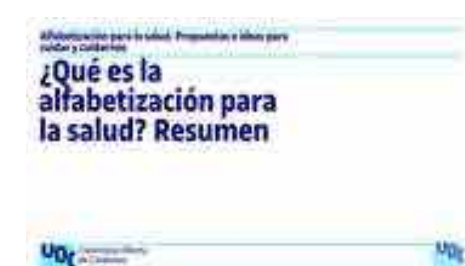 Alfabetización para la salud. Propuestas e ideas para
cuidar y cuidarnos
¿Qué es la
alfabetización para
la salud? Resumen
UOC
UOC